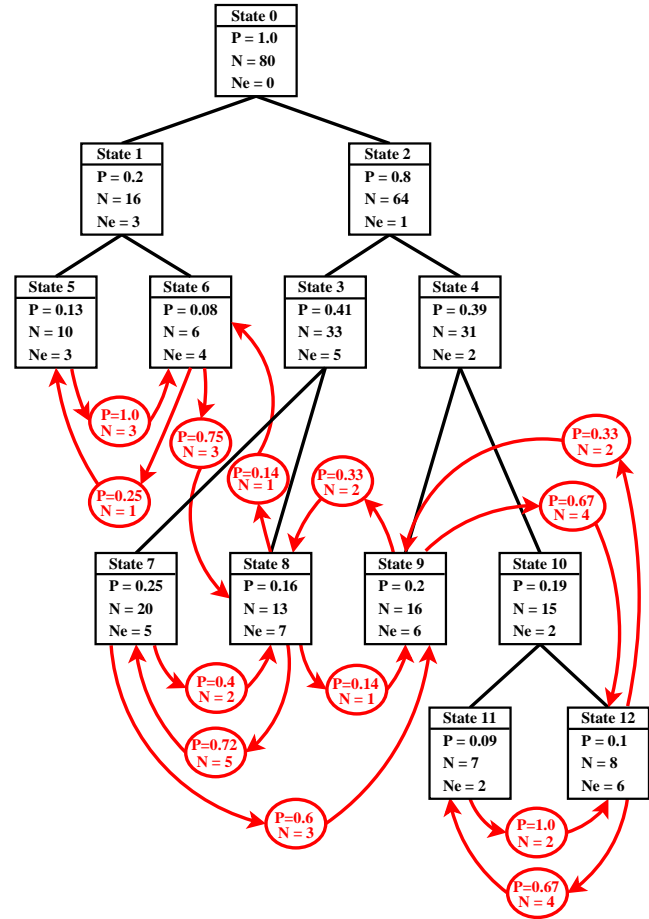 State 0
P = 1.0
N = 80
Ne = 0
State 1
P = 0.2
N = 16
Ne = 3
State 2
P = 0.8
N = 64
Ne = 1
State 5
P = 0.13
N = 10
Ne = 3
State 6
P = 0.08
N = 6
Ne = 4
State 3
P = 0.41
N = 33
Ne = 5
State 4
P = 0.39
N = 31
Ne = 2
P=1.0
N = 3
P=0.75
N = 3
P=0.25
N = 1
P=0.14
N = 1
P=0.33
N = 2
P=0.33
N = 2
P=0.67
N = 4
State 7
P = 0.25
N = 20
Ne = 5
State 8
P = 0.16
N = 13
Ne = 7
State 9
P = 0.2
N = 16
Ne = 6
State 10
P = 0.19
N = 15
Ne = 2
P=0.4
N = 2
P=0.14
N = 1
P=0.72
N = 5
P=0.6
N = 3
State 11
P = 0.09
N = 7
Ne = 2
State 12
P = 0.1
N = 8
Ne = 6
P=1.0
N = 2
P=0.67
N = 4